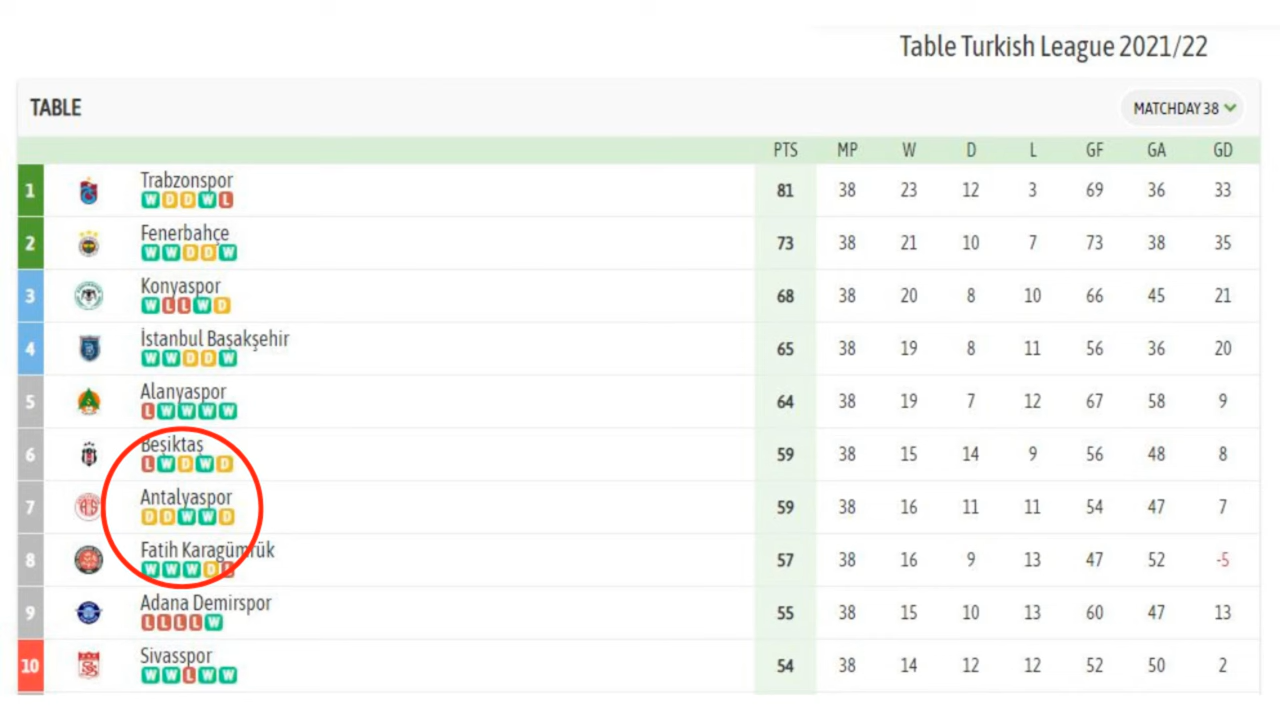 Table Turkish League 2021/22
TABLE MATCHDAY 38
PTS MP W D L GF GA GD
1 Trabzonspor 81 38 23 12 3 69 36 33
W D D W L
2 Fenerbahçe 73 38 21 10 7 73 38 35
W W D D W
3 Konyaspor 68 38 20 8 10 66 45 21
W L L W D
4 İstanbul Başakşehir 65 38 19 8 11 56 36 20
W W D D W
5 Alanyaspor 64 38 19 7 12 67 58 9
L W W W W
6 Beşiktaş 59 38 15 14 9 56 48 8
L W D W D
7 Antalyaspor 59 38 16 11 11 54 47 7
D D W W D
8 Fatih Karagümrük 57 38 16 9 13 47 52 -5
W W W D L
9 Adana Demirspor 55 38 15 10 13 60 47 13
L L L L W
10 Sivasspor 54 38 14 12 12 52 50 2
W W L W W